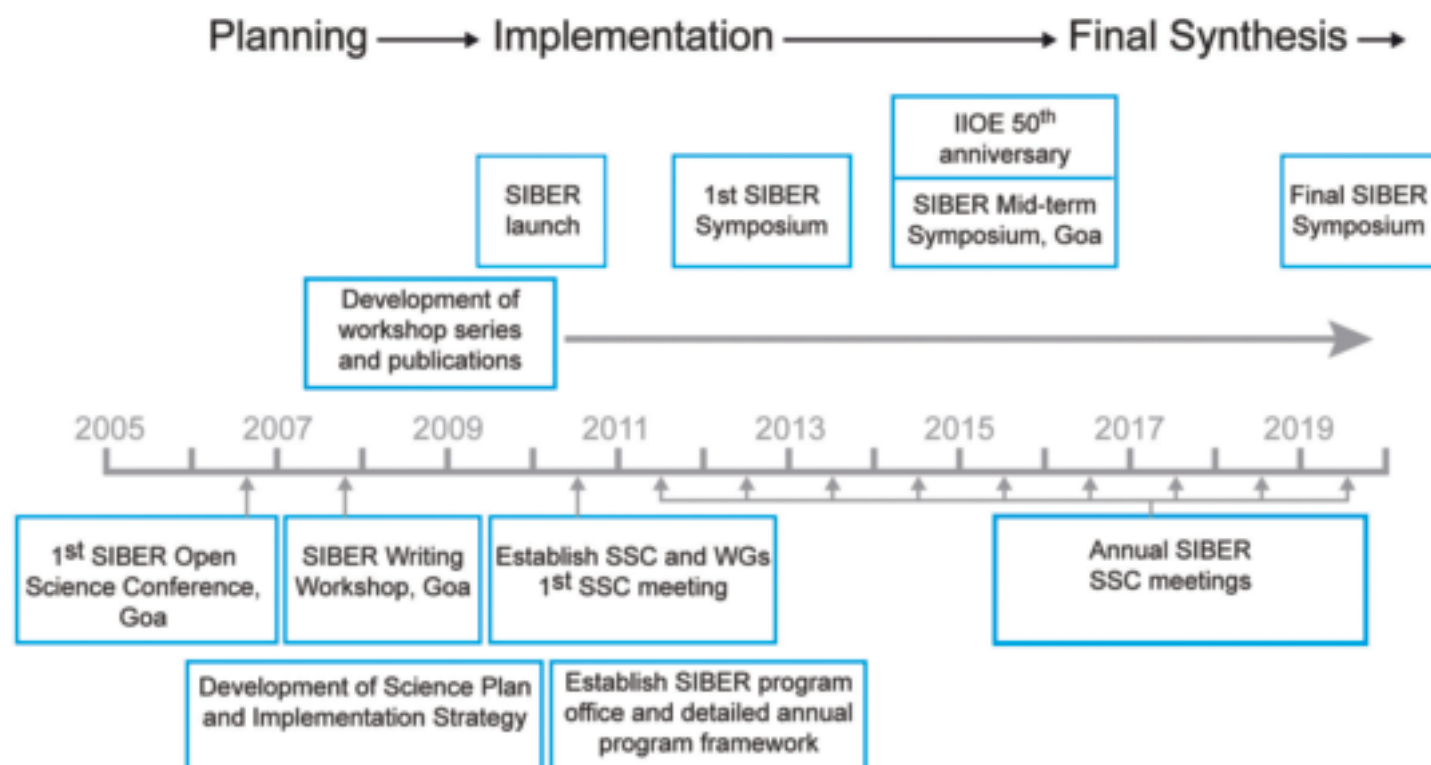 Planning Implementation Final Synthesis
IIOE 50th
anniversary
SIBER
launch
1st SIBER
Symposium
SIBER Mid-term
Symposium, Goa
Final SIBER
Symposium
Development of
workshop series
and publications
2005 2007 2009 2011 2013 2015 2017 2019
1st SIBER Open
Science Conference,
Goa
SIBER Writing
Workshop, Goa
Establish SSC and WGs
1st SSC meeting
Annual SIBER
SSC meetings
Development of Science Plan
and Implementation Strategy
Establish SIBER program
office and detailed annual
program framework